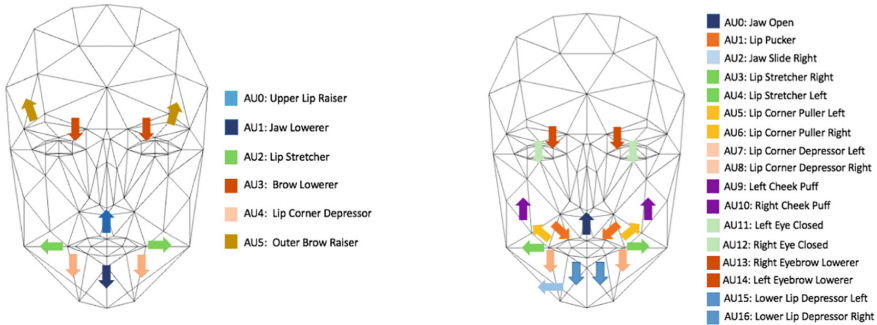 AU0: Upper Lip Raiser
AU1: Jaw Lowerer
AU2: Lip Stretcher
AU3: Brow Lowerer
AU4: Lip Corner Depressor
AU5: Outer Brow Raiser
AU0: Jaw Open
AU1: Lip Pucker
AU2: Jaw Slide Right
AU3: Lip Stretcher Right
AU4: Lip Stretcher Left
AU5: Lip Corner Puller Left
AU6: Lip Corner Puller Right
AU7: Lip Corner Depressor Left
AU8: Lip Corner Depressor Right
AU9: Left Cheek Puff
AU10: Right Cheek Puff
AU11: Left Eye Closed
AU12: Right Eye Closed
AU13: Right Eyebrow Lowerer
AU14: Left Eyebrow Lowerer
AU15: Lower Lip Depressor Left
AU16: Lower Lip Depressor Right